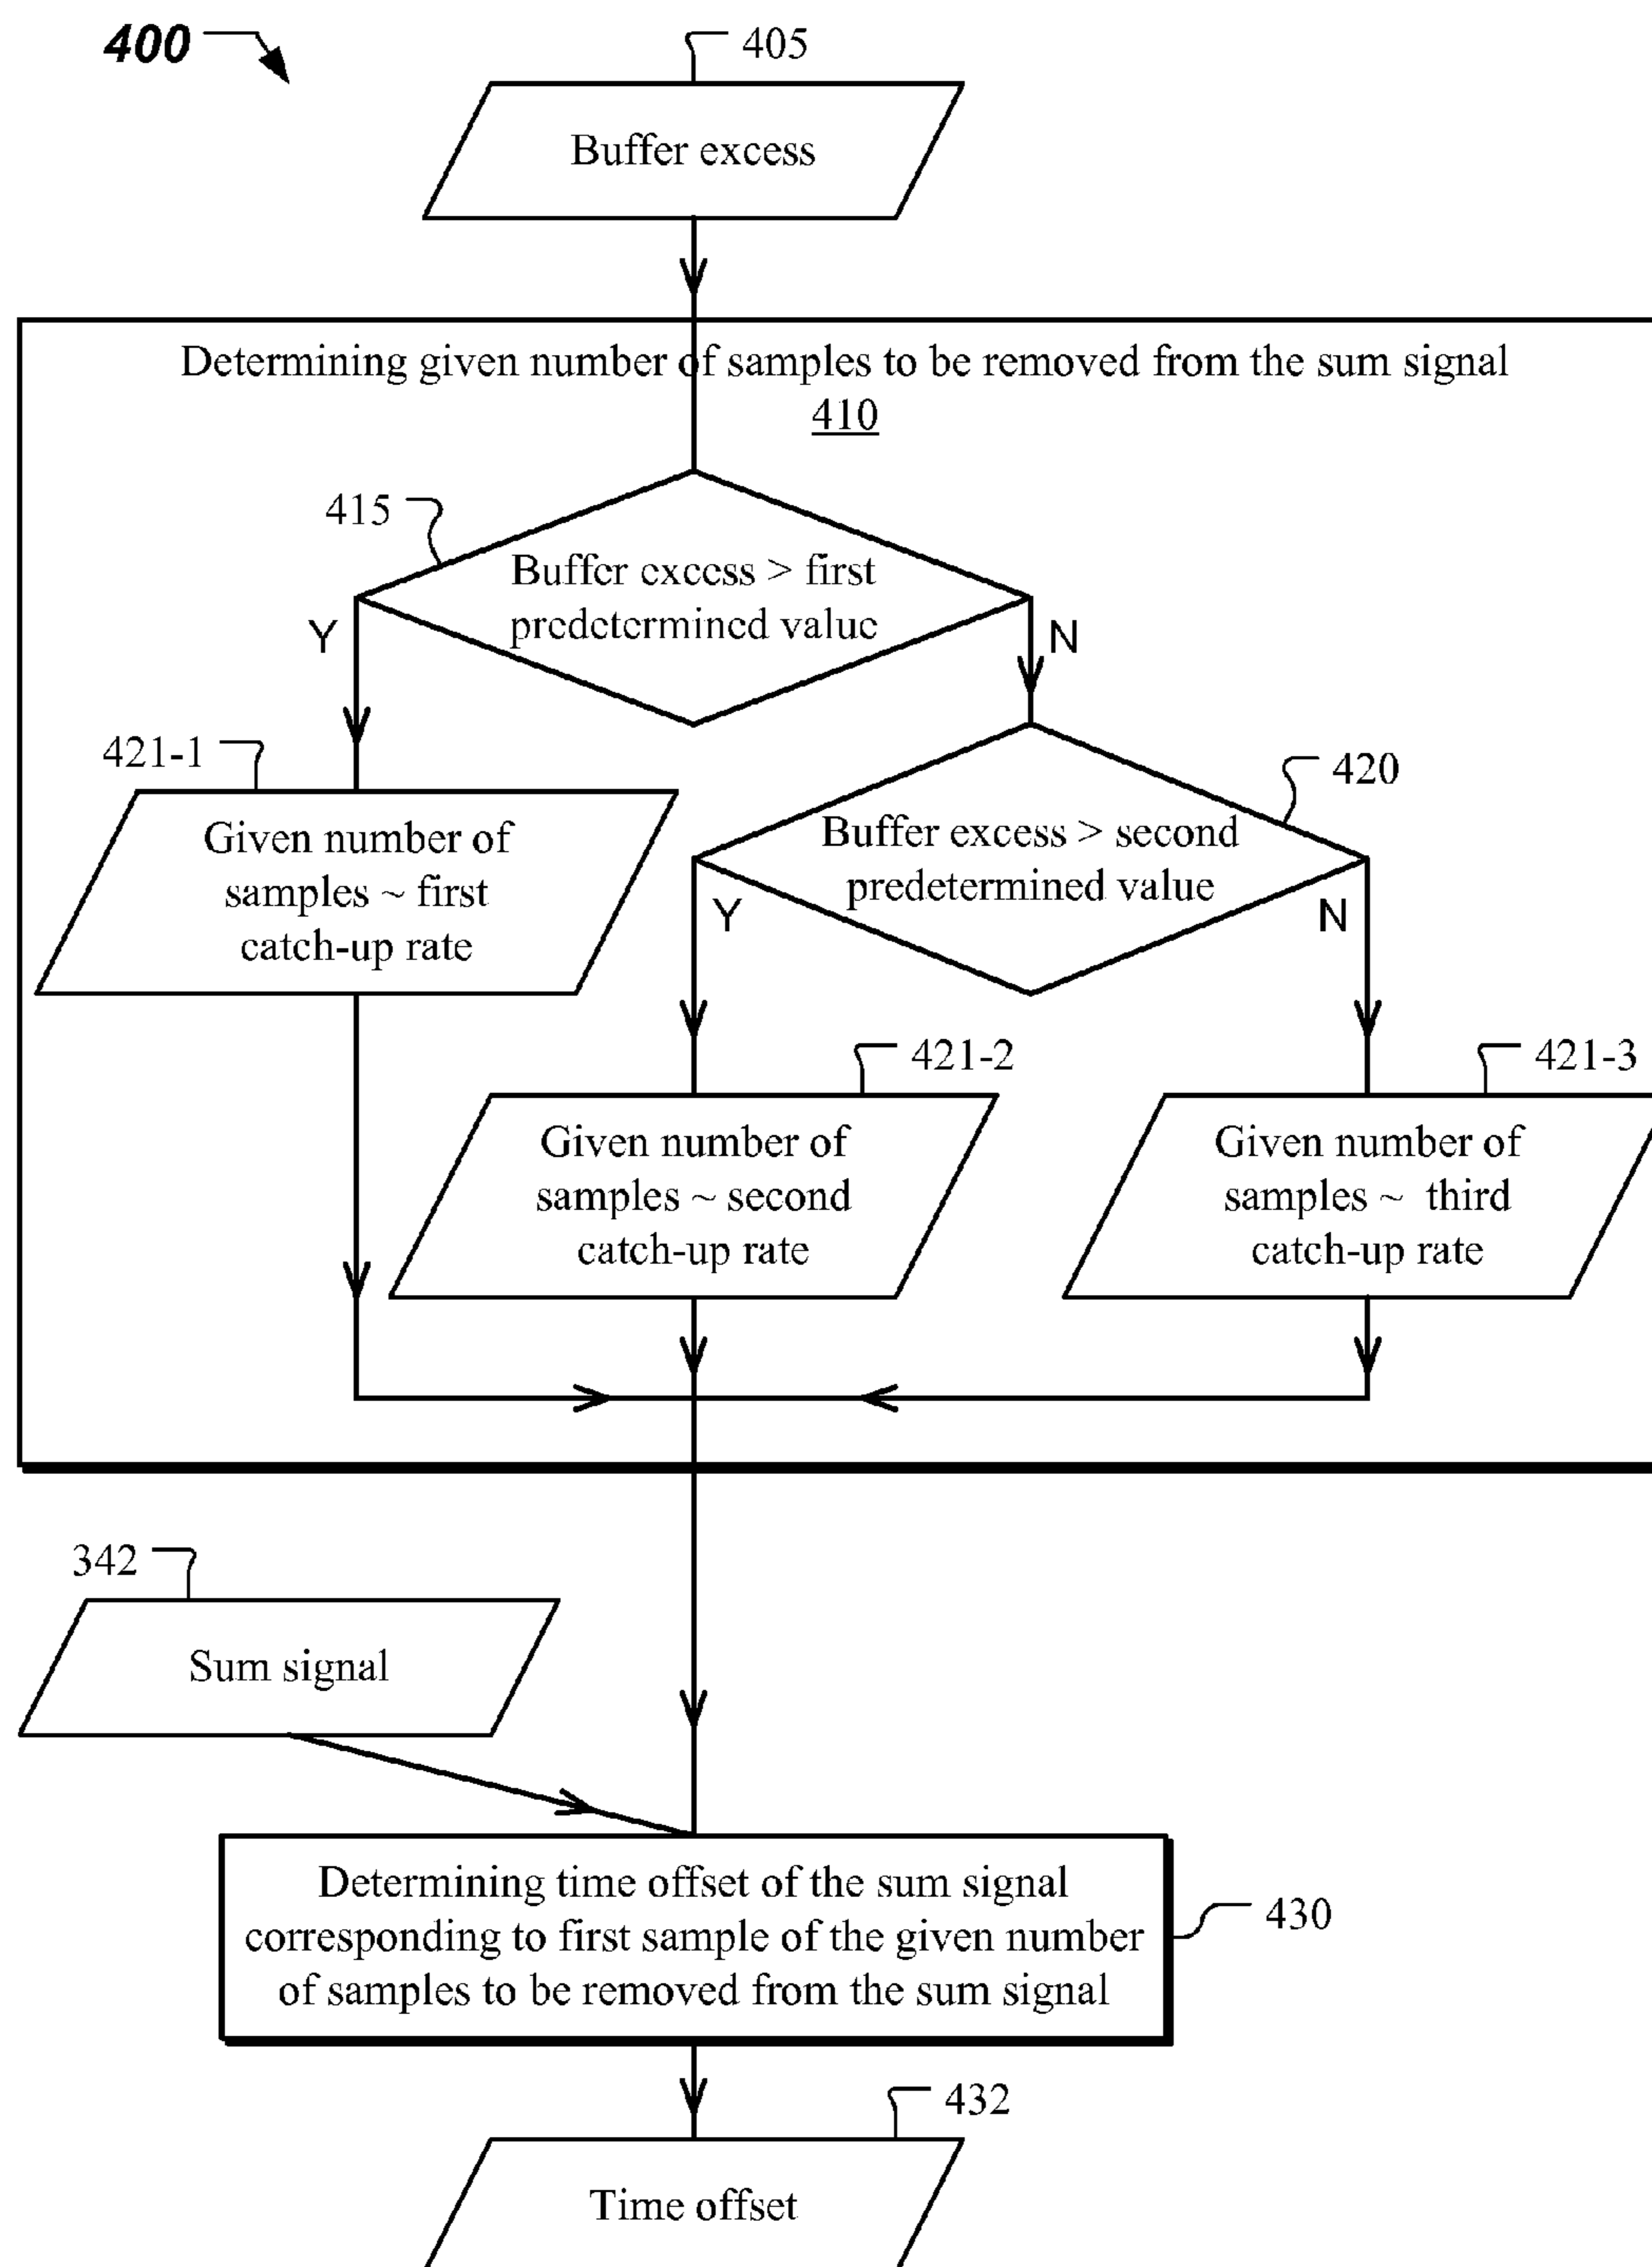 400
405
Buffer excess
Determining given number of samples to be removed from the sum signal
410
415
Buffer excess > first
predetermined value
Y
N
421-1
420
Given number of
samples ~ first
catch-up rate
Buffer excess > second
predetermined value
Y
N
421-2
421-3
Given number of
samples ~ second
catch-up rate
Given number of
samples ~ third
catch-up rate
342
Sum signal
Determining time offset of the sum signal
corresponding to first sample of the given number
of samples to be removed from the sum signal
430
432
Time offset